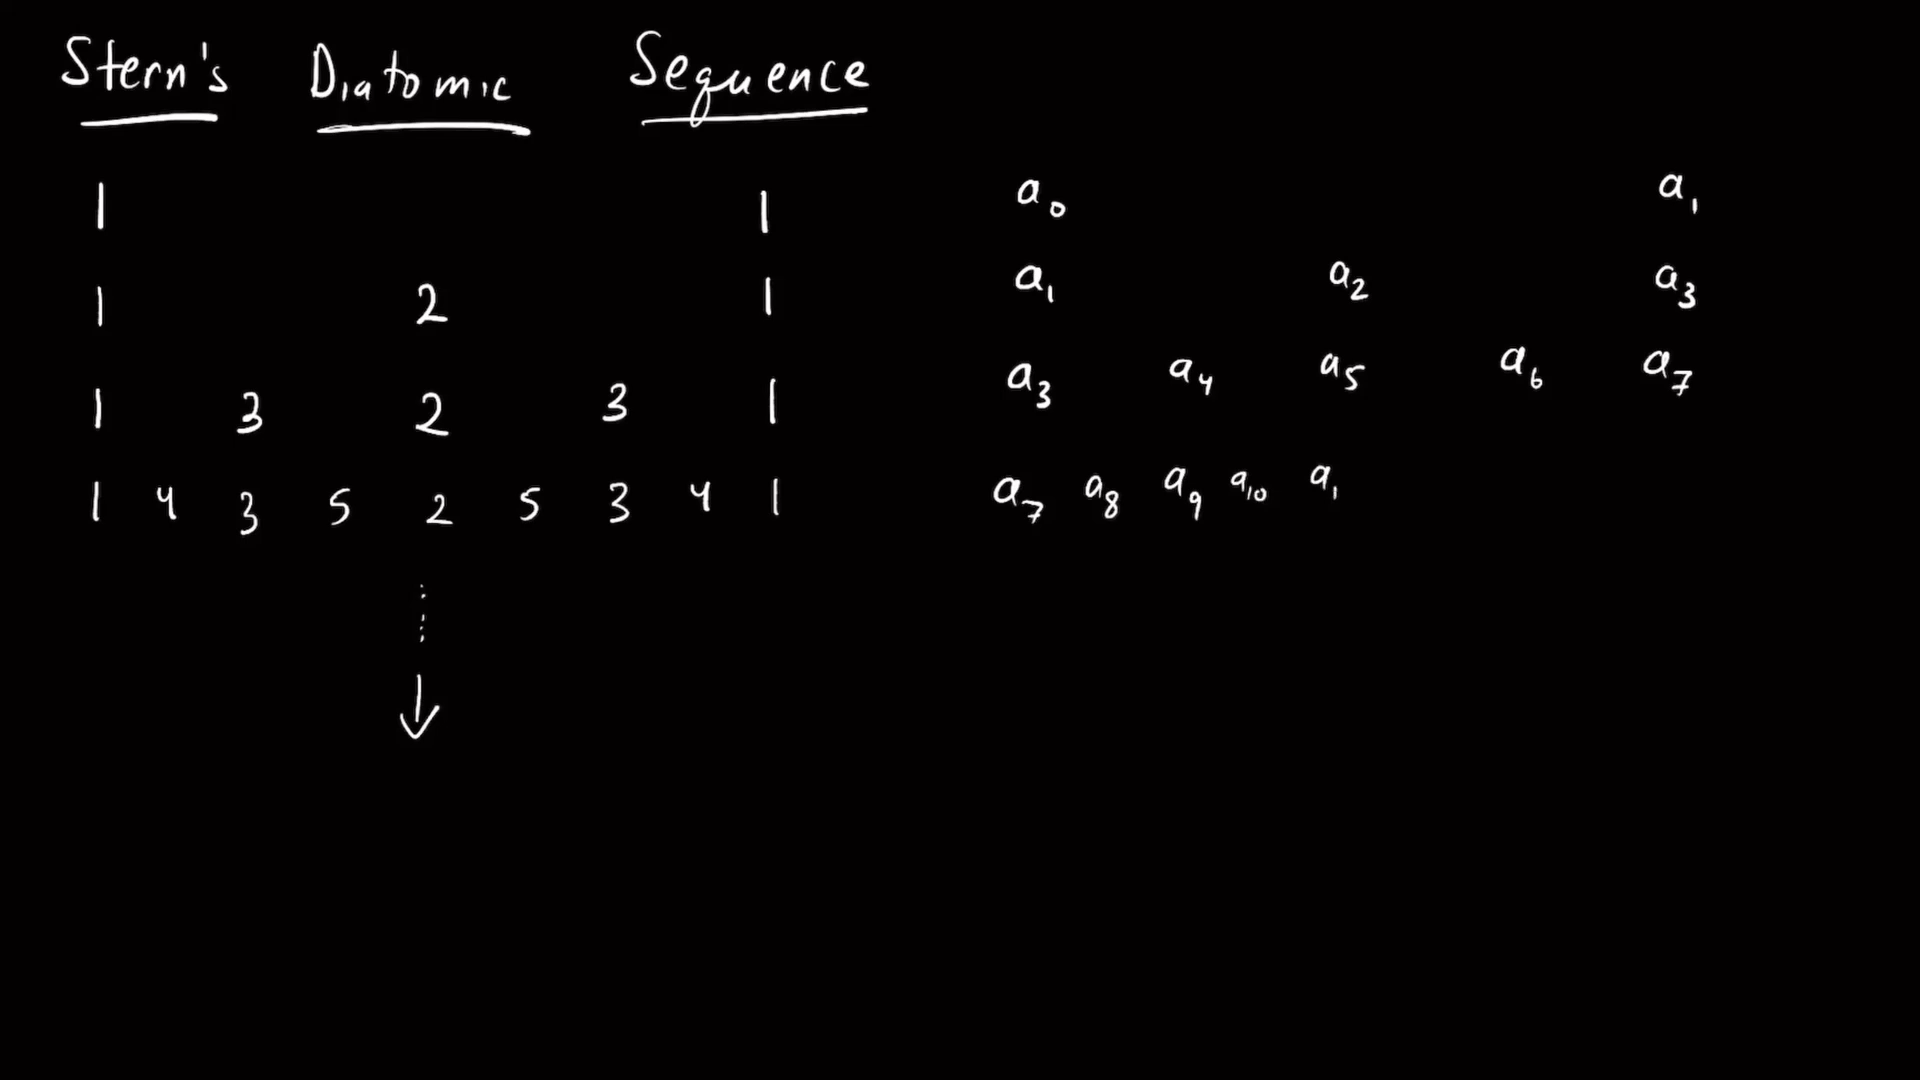 Stern's Diatomic Sequence
1 1 a₀ a₁
1 2 1 a₁ a₂ a₃
1 3 2 3 1 a₃ a₄ a₅ a₆ a₇
1 4 3 5 2 5 3 4 1 a₇ a₈ a₉ a₁₀ a₁